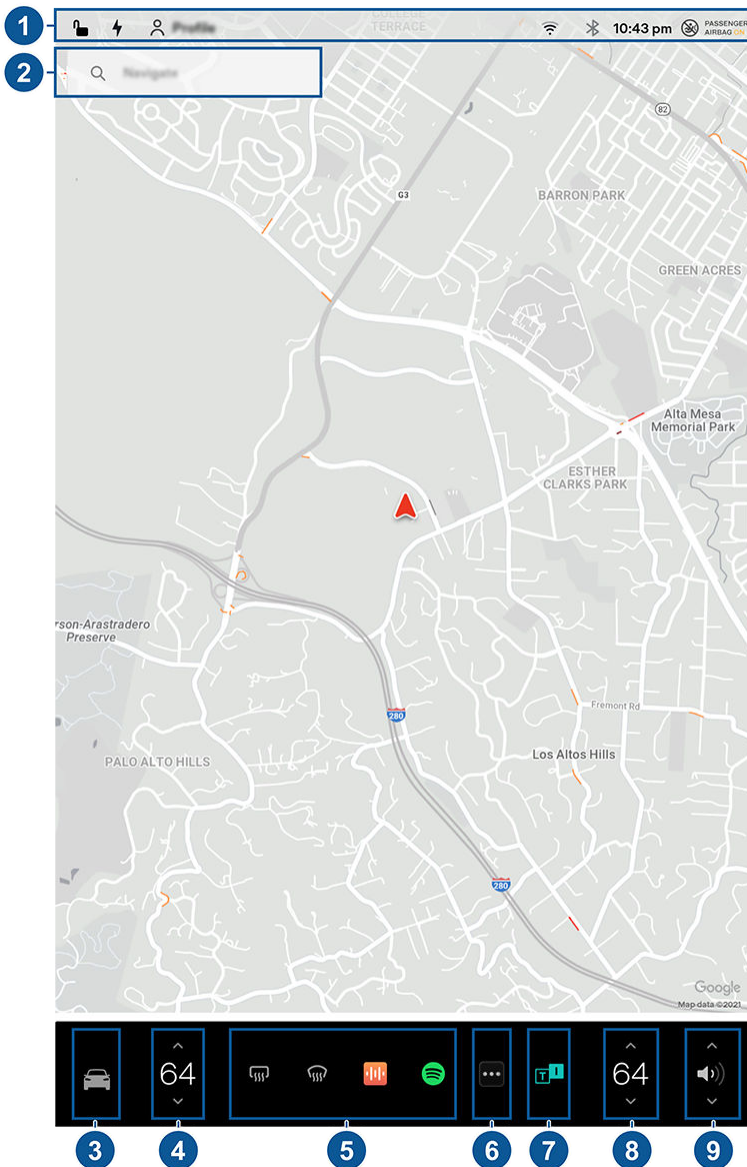 1
COLLEGE
TERRACE
Profile
10:43 pm
PASSENGER
AIRBAG ON
2
Navigate
82
G3
BARRON PARK
GREEN ACRES
Alta Mesa
Memorial Park
ESTHER
CLARKS PARK
rson-Arastradero
Preserve
280
Fremont Rd
Los Altos Hills
PALO ALTO HILLS
280
Google
Map data ©2021
64
T
I
64
3
4
5
6
7
8
9